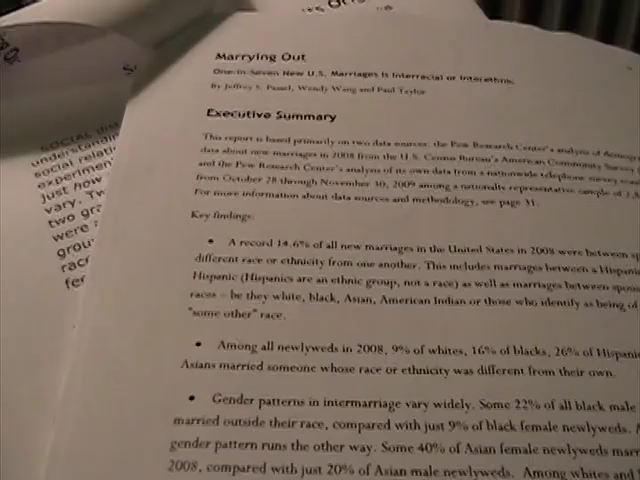 Marrying Out
One-in-Seven New U.S. Marriages is Interracial or Interethnic
By Jeffrey S. Passel, Wendy Wang and Paul Taylor
Executive Summary
This report is based primarily on two data sources: the Pew Research Center's analysis of demog
data about new marriages in 2008 from the U.S. Census Bureau's American Community Survey
and the Pew Research Center's analysis of its own data from a nationwide telephone survey
from October 28 through November 30, 2009 among a nationally representative sample of
For more information about data sources and methodology, see page 31.
Key findings:
• A record 14.6% of all new marriages in the United States in 2008 were between sp
different race or ethnicity from one another. This includes marriages between a Hispanic
Hispanic (Hispanics are an ethnic group, not a race) as well as marriages between spou
races – be they white, black, Asian, American Indian or those who identify as being of
"some other" race.
• Among all newlyweds in 2008, 9% of whites, 16% of blacks, 26% of Hispani
Asians married someone whose race or ethnicity was different from their own.
• Gender patterns in intermarriage vary widely. Some 22% of all black male
married outside their race, compared with just 9% of black female newlyweds. A
gender pattern runs the other way. Some 40% of Asian female newlyweds marr
2008, compared with just 20% of Asian male newlyweds. Among whites and
SOCIAL dis
understandin
social relati
experimen
just how
vary. Tw
two gra
were
grou
rac
fee